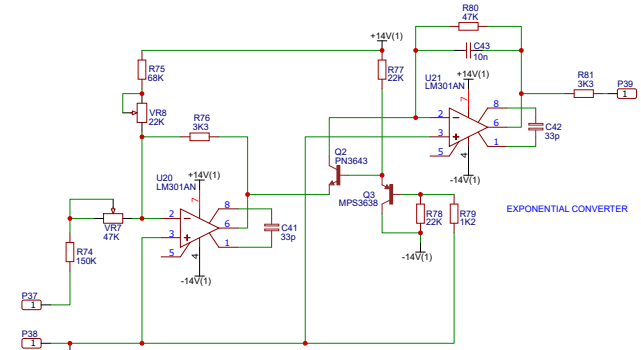 R80
47K
+14V(1)
C43
10n
R75
68K
R77
22K
U21
LM301AN
+14V(1)
R81
3K3
P39
1
7
8
VR8
22K
R76
3K3
2
3
6
C42
33p
5
4
1
Q2
PN3643
-14V(1)
U20
LM301AN
+14V(1)
Q3
MPS3638
7
8
R78
22K
R79
1K2
EXPONENTIAL CONVERTER
VR7
47K
2
3
6
C41
33p
5
4
1
R74
150K
-14V(1)
-14V(1)
P37
1
P38
1